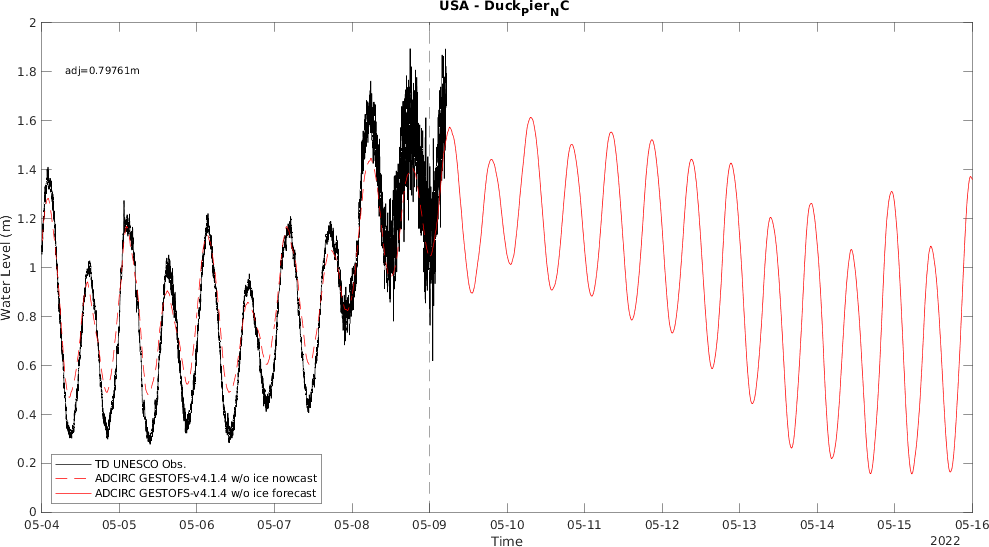 USA - Duck_Pier_NC
adj=0.79761m
2
1.8
1.6
1.4
1.2
1
0.8
0.6
0.4
0.2
0
Water Level (m)
TD UNESCO Obs.
ADCIRC GESTOFS-v4.1.4 w/o ice nowcast
ADCIRC GESTOFS-v4.1.4 w/o ice forecast
05-04 05-05 05-06 05-07 05-08 05-09 05-10 05-11 05-12 05-13 05-14 05-15 05-16
Time
2022